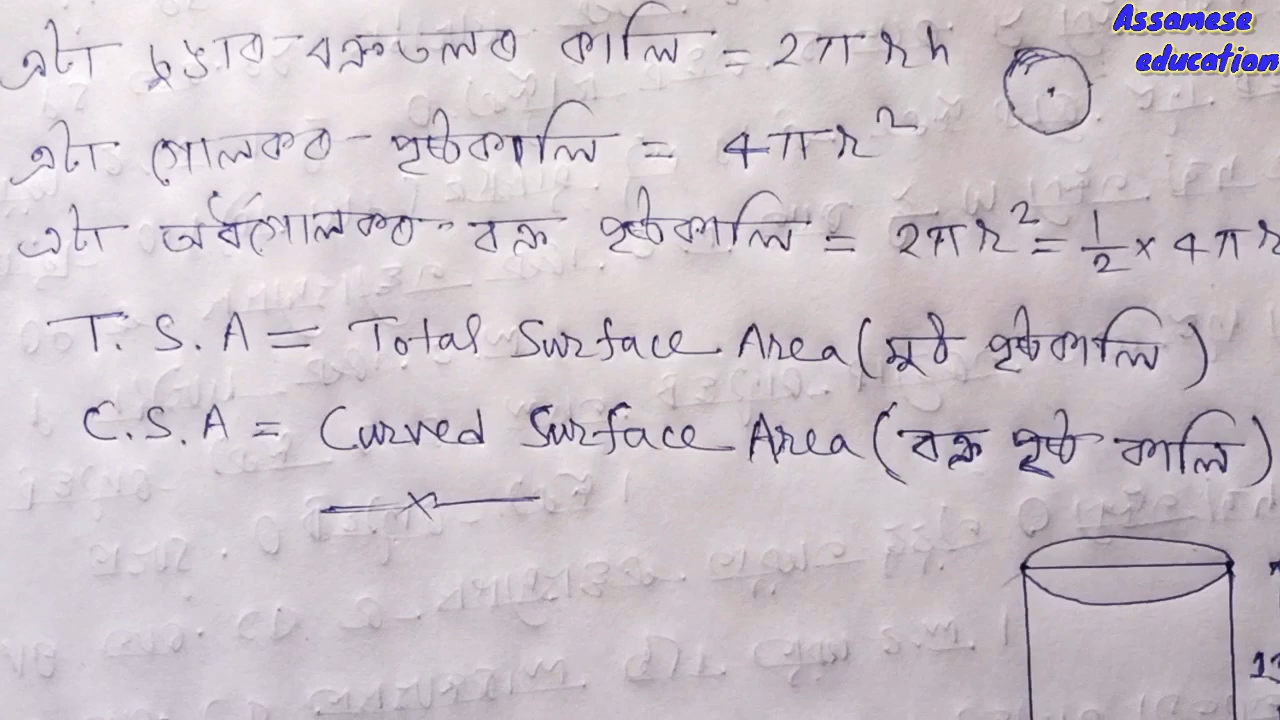 Assamese
education
এটা চুঙাৰ বক্ৰতলৰ কালি = 2πrh
এটা গোলকৰ পৃষ্ঠকালি = 4πr²
এটা অৰ্ধগোলকৰ বক্ৰ পৃষ্ঠকালি = 2πr² = 1/2 × 4πr
T.S.A = Total Surface Area (মুঠ পৃষ্ঠকালি)
C.S.A = Curved Surface Area (বক্ৰ পৃষ্ঠ কালি)